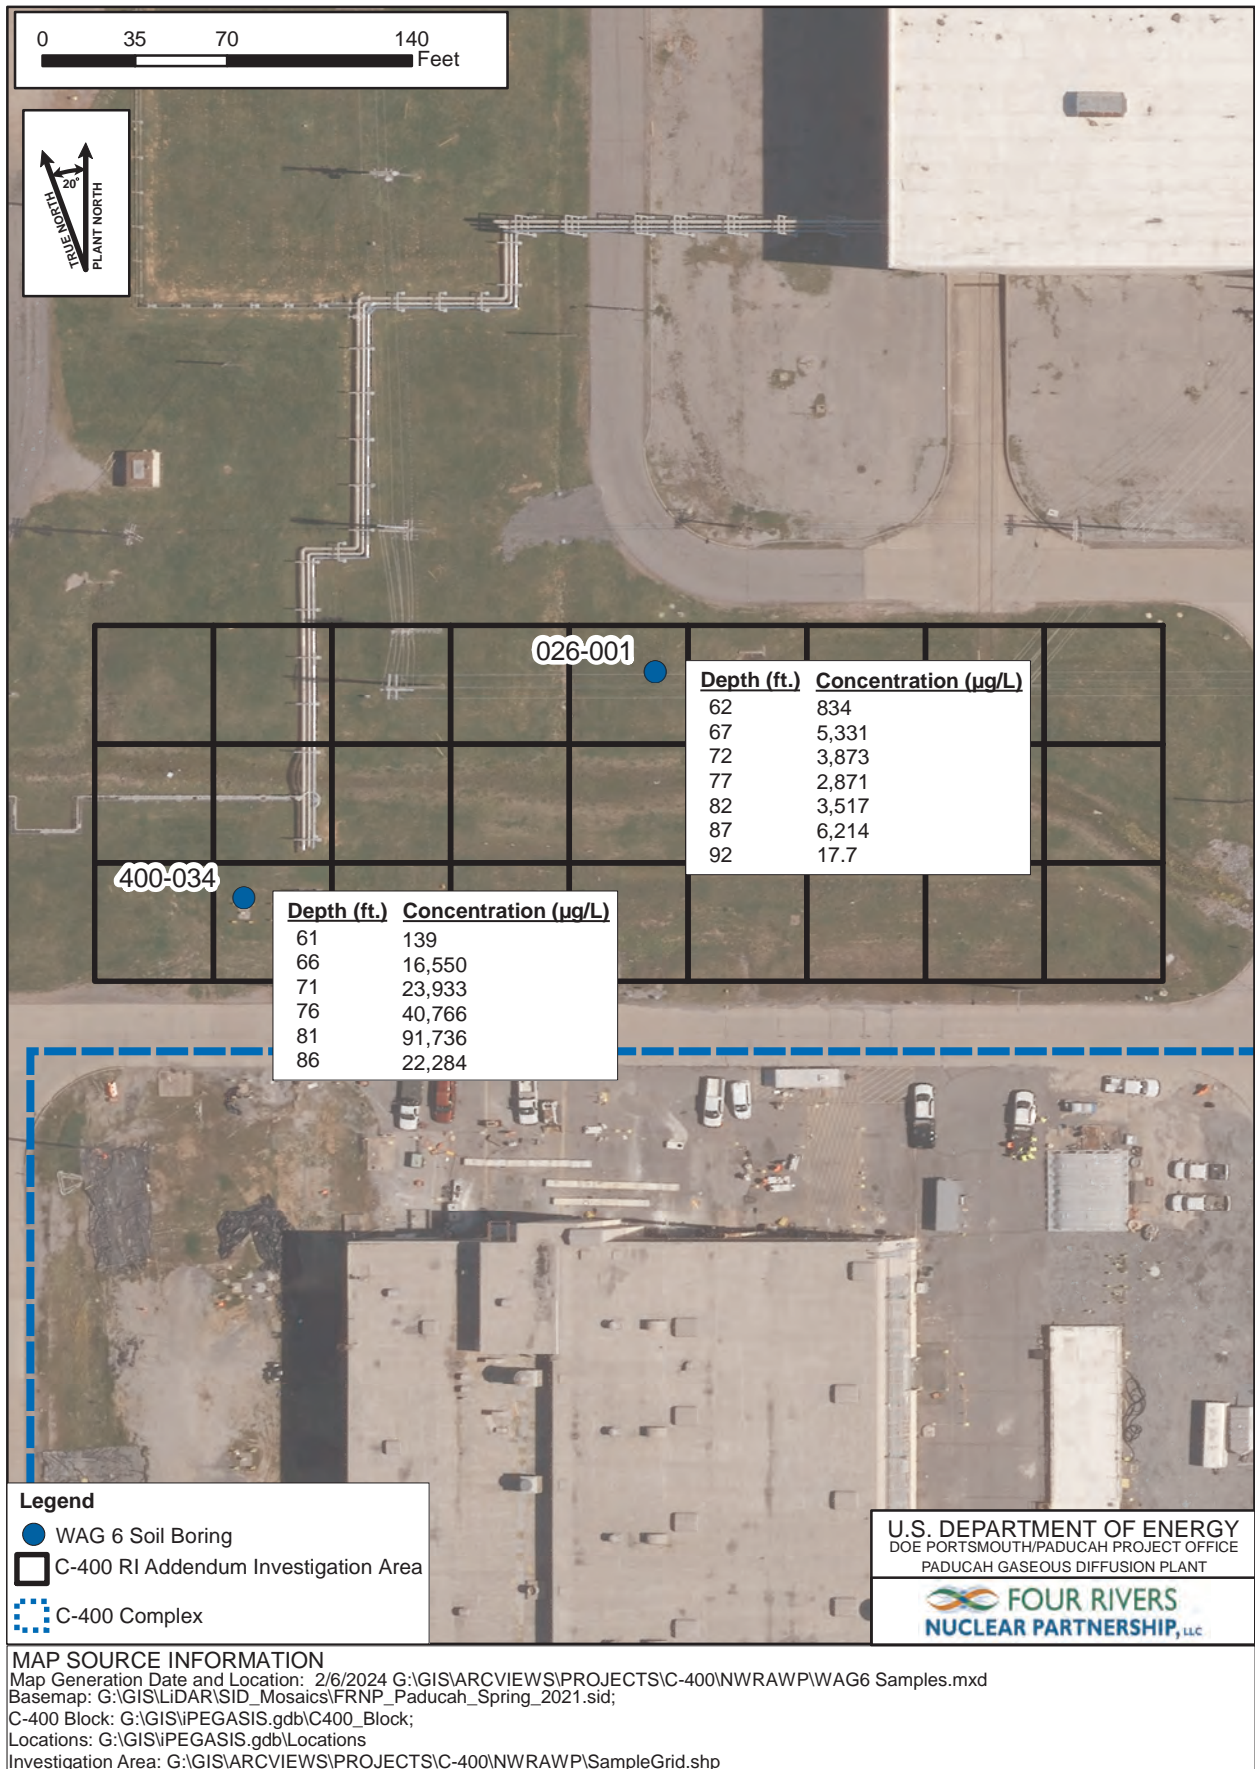 0 35 70 140
Feet
20°
TRUE NORTH
PLANT NORTH
026-001
Depth (ft.) Concentration (µg/L)
62 834
67 5,331
72 3,873
77 2,871
82 3,517
87 6,214
92 17.7
400-034
Depth (ft.) Concentration (µg/L)
61 139
66 16,550
71 23,933
76 40,766
81 91,736
86 22,284
Legend
WAG 6 Soil Boring
C-400 RI Addendum Investigation Area
C-400 Complex
U.S. DEPARTMENT OF ENERGY
DOE PORTSMOUTH/PADUCAH PROJECT OFFICE
PADUCAH GASEOUS DIFFUSION PLANT
FOUR RIVERS
NUCLEAR PARTNERSHIP, LLC
MAP SOURCE INFORMATION
Map Generation Date and Location: 2/6/2024 G:\GIS\ARCVIEWS\PROJECTS\C-400\NWRAWP\WAG6 Samples.mxd
Basemap: G:\GIS\LiDAR\SID_Mosaics\FRNP_Paducah_Spring_2021.sid;
C-400 Block: G:\GIS\iPEGASIS.gdb\C400_Block;
Locations: G:\GIS\iPEGASIS.gdb\Locations
Investigation Area: G:\GIS\ARCVIEWS\PROJECTS\C-400\NWRAWP\SampleGrid.shp